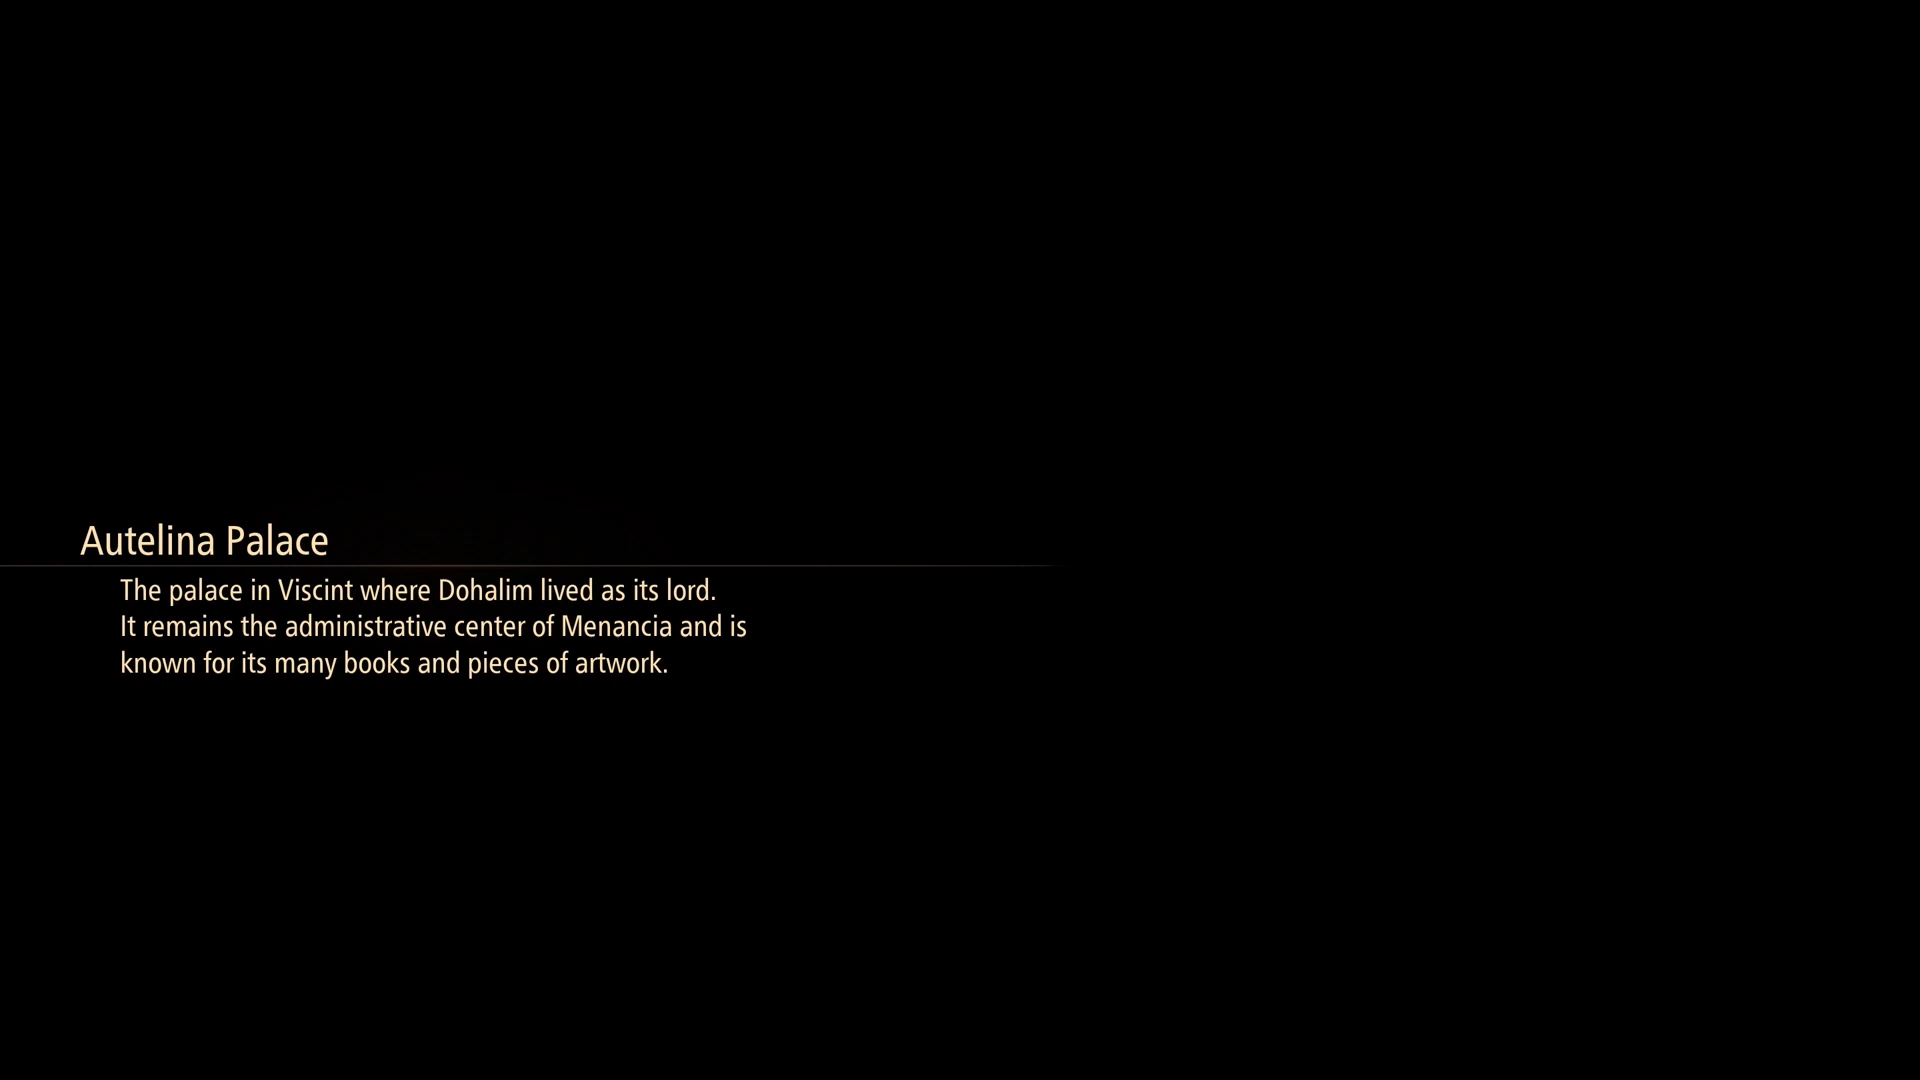 Autelina Palace
The palace in Viscint where Dohalim lived as its lord.
It remains the administrative center of Menancia and is
known for its many books and pieces of artwork.